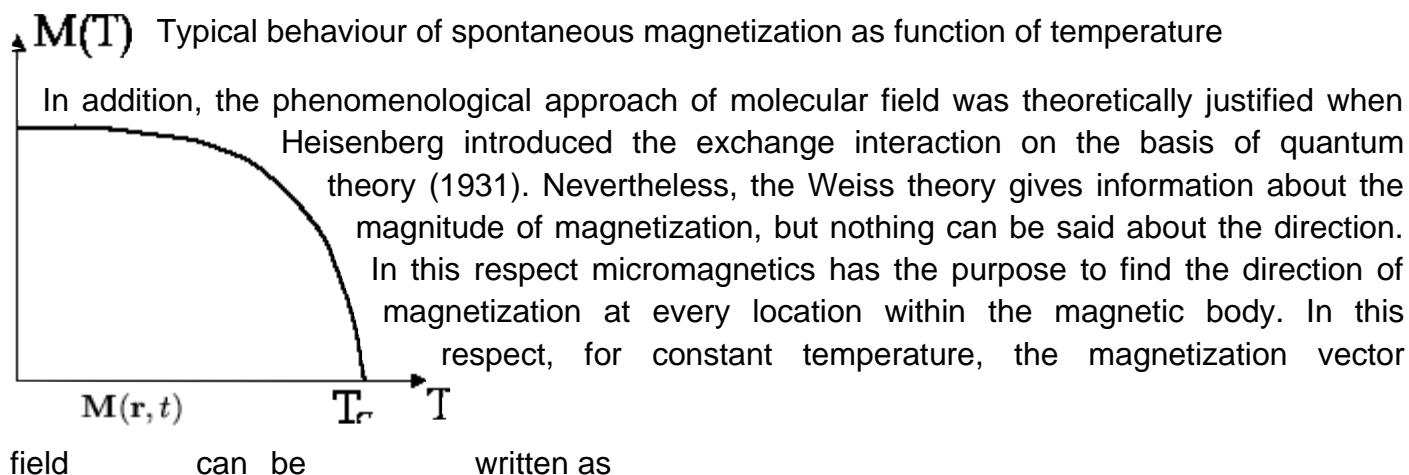 M(T) Typical behaviour of spontaneous magnetization as function of temperature
In addition, the phenomenological approach of molecular field was theoretically justified when
Heisenberg introduced the exchange interaction on the basis of quantum
theory (1931). Nevertheless, the Weiss theory gives information about the
magnitude of magnetization, but nothing can be said about the direction.
In this respect micromagnetics has the purpose to find the direction of
magnetization at every location within the magnetic body. In this
respect, for constant temperature, the magnetization vector
M(r, t) T T
field can be written as